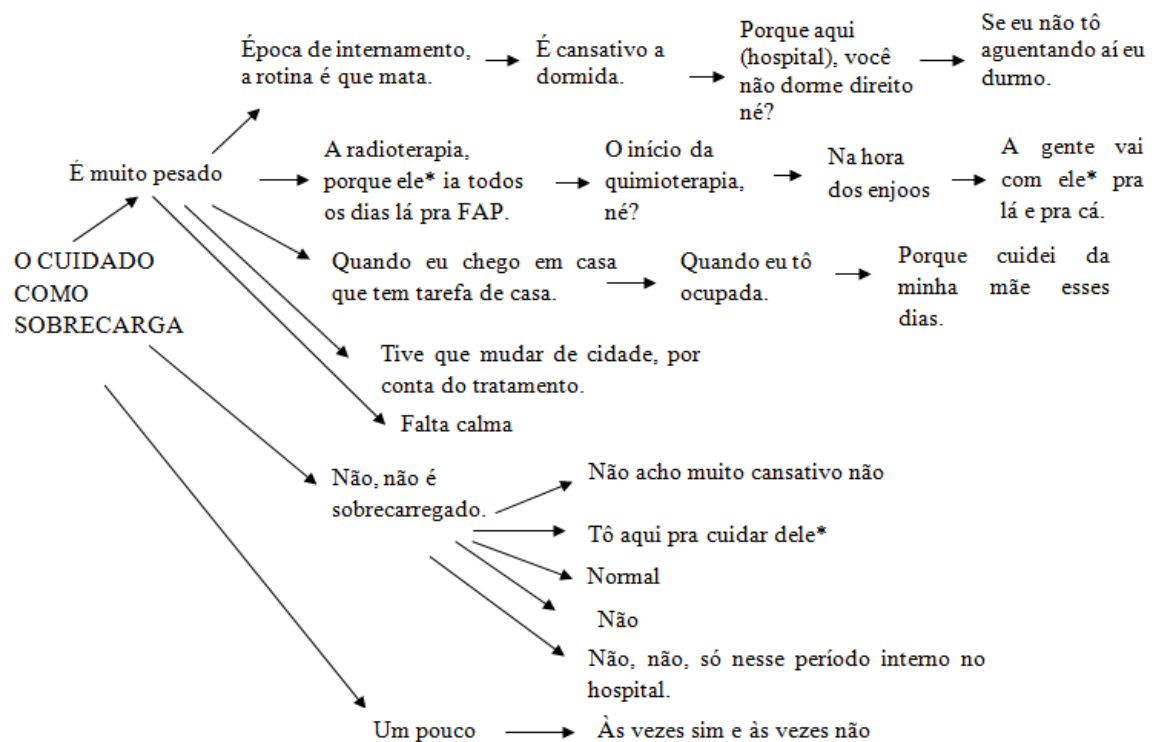 Época de internamento,
a rotina é que mata.
É cansativo a
dormida.
Porque aqui
(hospital), você
não dorme direito
né?
Se eu não tô
aguentando aí eu
durmo.
É muito pesado
A radioterapia,
porque ele* ia todos
os dias lá pra FAP.
O início da
quimioterapia,
né?
Na hora
dos enjoos
A gente vai
com ele* pra
lá e pra cá.
O CUIDADO
COMO
SOBRECARGA
Quando eu chego em casa
que tem tarefa de casa.
Quando eu tô
ocupada.
Porque cuidei da
minha mãe esses
dias.
Tive que mudar de cidade, por
conta do tratamento.
Falta calma
Não, não é
sobrecarregado.
Não acho muito cansativo não
Tô aqui pra cuidar dele*
Normal
Não
Não, não, só nesse período interno no
hospital.
Um pouco
Às vezes sim e às vezes não